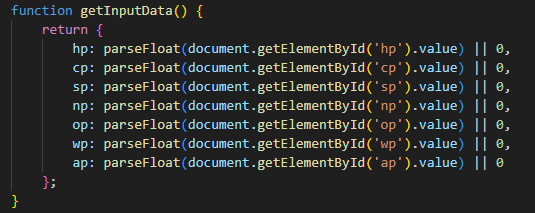 function getInputData() {
    return {
        hp: parseFloat(document.getElementById('hp').value) || 0,
        cp: parseFloat(document.getElementById('cp').value) || 0,
        sp: parseFloat(document.getElementById('sp').value) || 0,
        np: parseFloat(document.getElementById('np').value) || 0,
        op: parseFloat(document.getElementById('op').value) || 0,
        wp: parseFloat(document.getElementById('wp').value) || 0,
        ap: parseFloat(document.getElementById('ap').value) || 0
    };
}